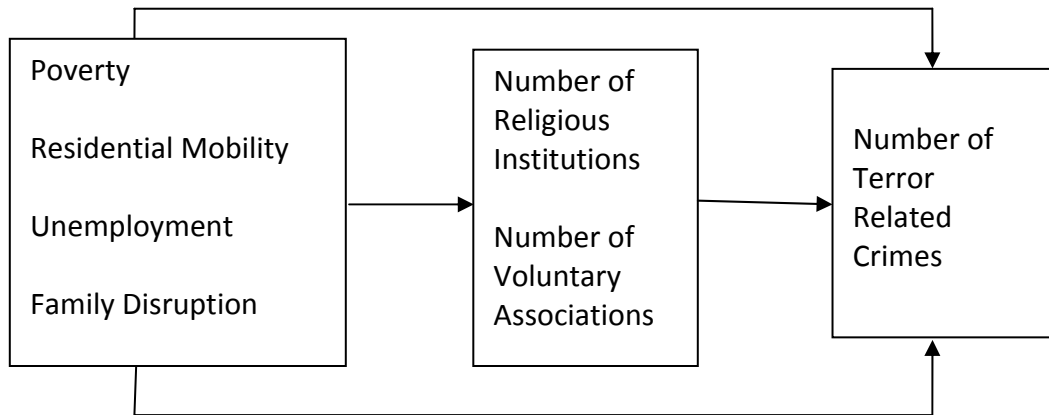 Poverty
Residential Mobility
Unemployment
Family Disruption
Number of
Religious
Institutions
Number of
Voluntary
Associations
Number of
Terror
Related
Crimes